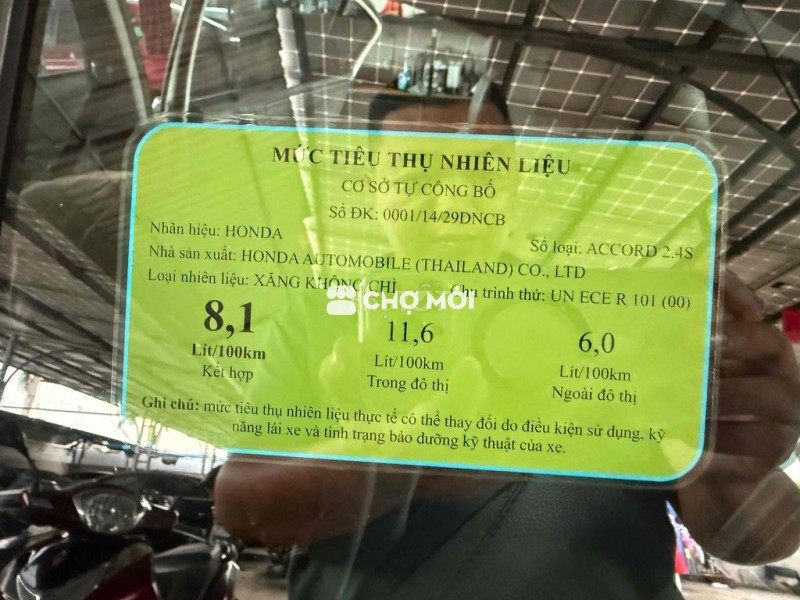 MỨC TIÊU THỤ NHIÊN LIỆU
CƠ SỞ TỰ CÔNG BỐ
Số ĐK: 0001/14/29DNCB
Nhãn hiệu: HONDA
Số loại: ACCORD 2.4S
Nhà sản xuất: HONDA AUTOMOBILE (THAILAND) CO., LTD
Loại nhiên liệu: XĂNG KHÔNG CHÌ
Chu trình thử: UN ECE R 101 (00)
CHỢ MỚI
8,1
Lít/100km
Kết hợp
11,6
Lít/100km
Trong đô thị
6,0
Lít/100km
Ngoài đô thị
Ghi chú: mức tiêu thụ nhiên liệu thực tế có thể thay đổi do điều kiện sử dụng, kỹ
năng lái xe và tình trạng bảo dưỡng kỹ thuật của xe.